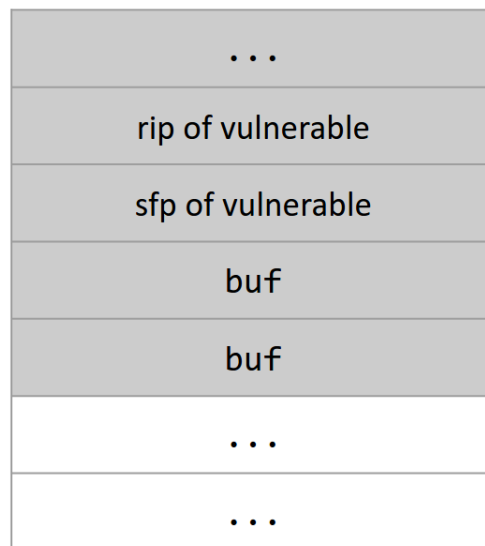 ...
rip of vulnerable
sfp of vulnerable
buf
buf
...
...